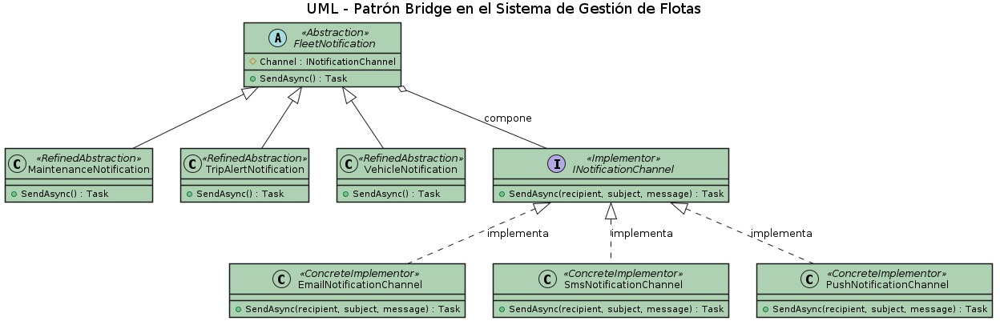 UML - Patrón Bridge en el Sistema de Gestión de Flotas
A
«Abstraction»
FleetNotification
Channel : INotificationChannel
SendAsync() : Task
compone
C
«RefinedAbstraction»
MaintenanceNotification
SendAsync() : Task
C
«RefinedAbstraction»
TripAlertNotification
SendAsync() : Task
C
«RefinedAbstraction»
VehicleNotification
SendAsync() : Task
I
«Implementor»
INotificationChannel
SendAsync(recipient, subject, message) : Task
implementa
implementa
implementa
C
«ConcreteImplementor»
EmailNotificationChannel
SendAsync(recipient, subject, message) : Task
C
«ConcreteImplementor»
SmsNotificationChannel
SendAsync(recipient, subject, message) : Task
C
«ConcreteImplementor»
PushNotificationChannel
SendAsync(recipient, subject, message) : Task